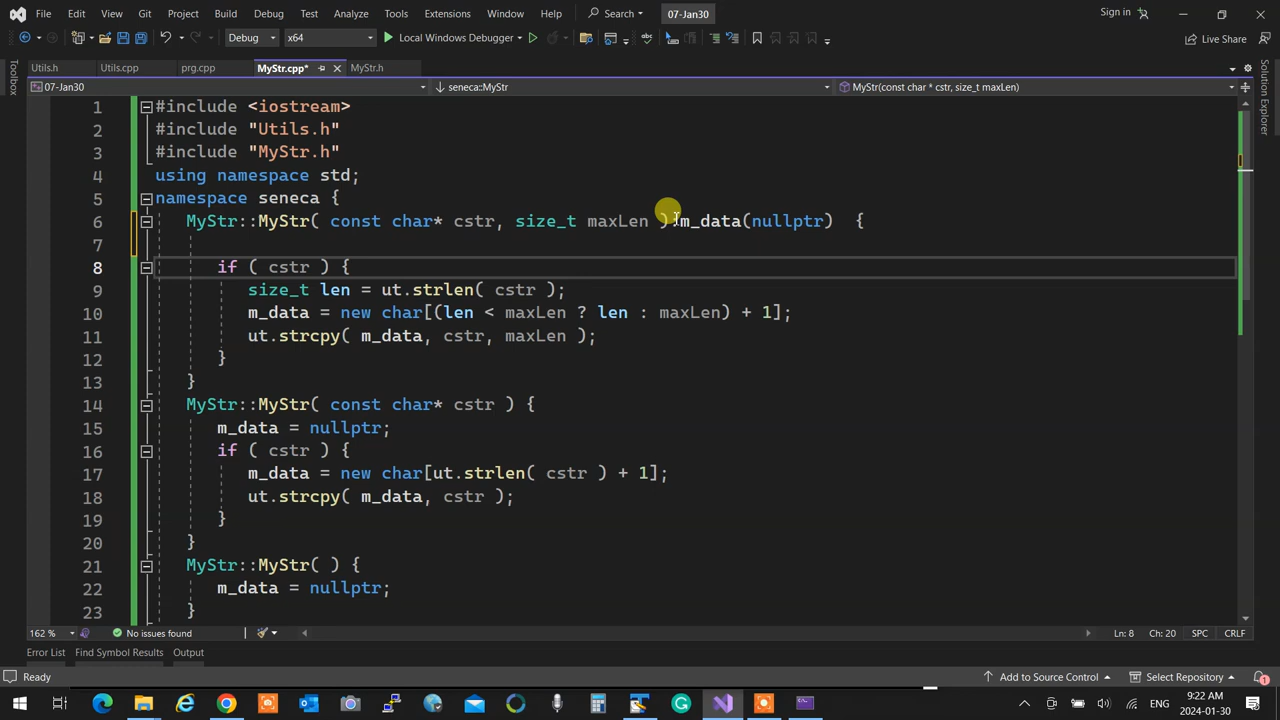 File Edit View Git Project Build Debug Test Analyze Tools Extensions Window Help Search 07-Jan30 Sign in
Debug x64 Local Windows Debugger Live Share
Utils.h Utils.cpp prg.cpp MyStr.cpp* MyStr.h
07-Jan30 seneca::MyStr MyStr(const char * cstr, size_t maxLen)
Toolbox
Solution Explorer
1 #include <iostream>
2 #include "Utils.h"
3 #include "MyStr.h"
4 using namespace std;
5 namespace seneca {
6 MyStr::MyStr( const char* cstr, size_t maxLen ):m_data(nullptr) {
7
8 if ( cstr ) {
9 size_t len = ut.strlen( cstr );
10 m_data = new char[(len < maxLen ? len : maxLen) + 1];
11 ut.strcpy( m_data, cstr, maxLen );
12 }
13 }
14 MyStr::MyStr( const char* cstr ) {
15 m_data = nullptr;
16 if ( cstr ) {
17 m_data = new char[ut.strlen( cstr ) + 1];
18 ut.strcpy( m_data, cstr );
19 }
20 }
21 MyStr::MyStr( ) {
22 m_data = nullptr;
23 }
162 % No issues found Ln: 8 Ch: 20 SPC CRLF
Error List Find Symbol Results Output
Ready Add to Source Control Select Repository 1
ENG 9:22 AM
2024-01-30